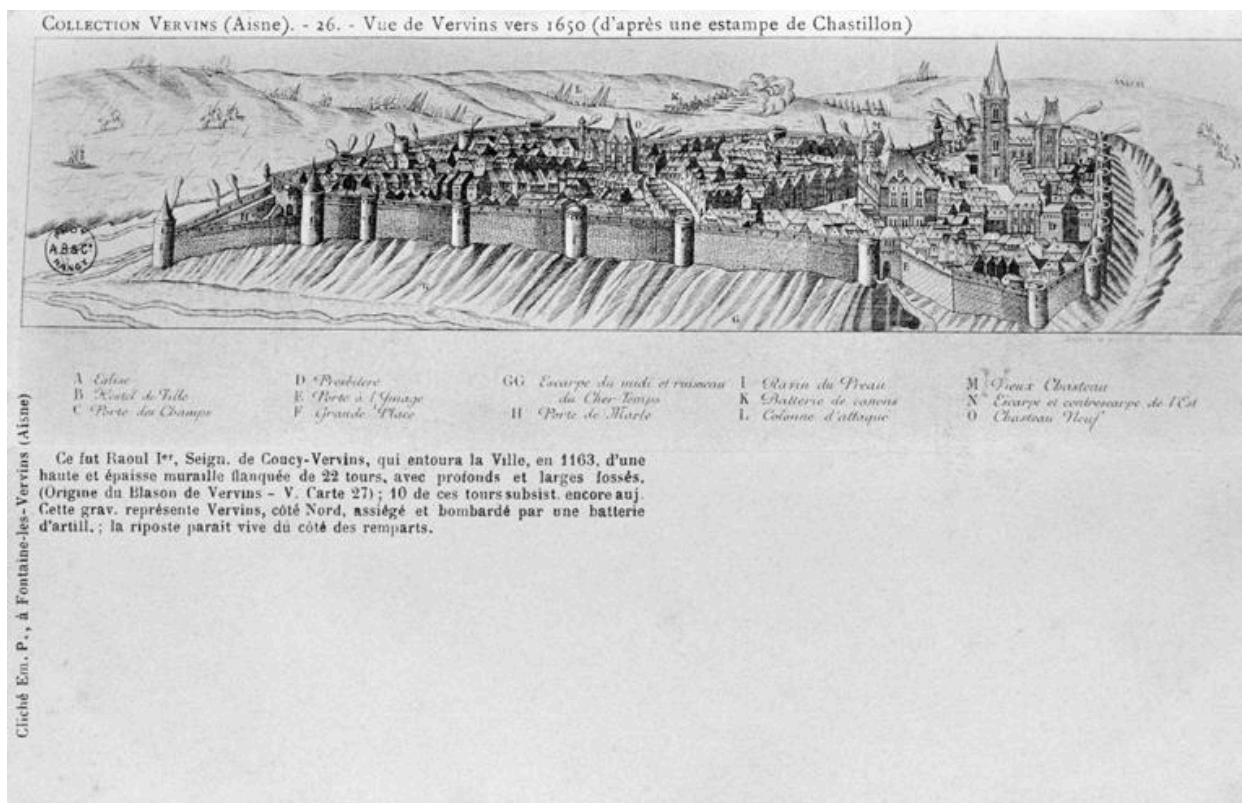 COLLECTION VERVINS (Aisne). - 26. - Vue de Vervins vers 1650 (d'après une estampe de Chastillon)
L
K
O
M
PHOT
A.B.&Cie
NANCY
E
G
G
A Eglise
B Hostel de Ville
C Porte des Champs
D Presbitere
E Porte à l'Ymage
F Grande Place
GG Escarpe du midi et ruisseau
du Cher-Temps
H Porte de Marle
I Ravin du Preau
K Batterie de canons
L Colonne d'attaque
M Vieux Chasteau
N Escarpe et contrescarpe de l'Est
O Chasteau Neuf
Ce fut Raoul Ier, Seign. de Coucy-Vervins, qui entoura la Ville, en 1163, d'une
haute et épaisse muraille flanquée de 22 tours, avec profonds et larges fossés.
(Origine du Blason de Vervins - V. Carte 27) ; 10 de ces tours subsist. encore auj.
Cette grav. représente Vervins, côté Nord, assiégé et bombardé par une batterie
d'artill. ; la riposte parait vive du côté des remparts.
Cliché Em. P., à Fontaine-les-Vervins (Aisne)